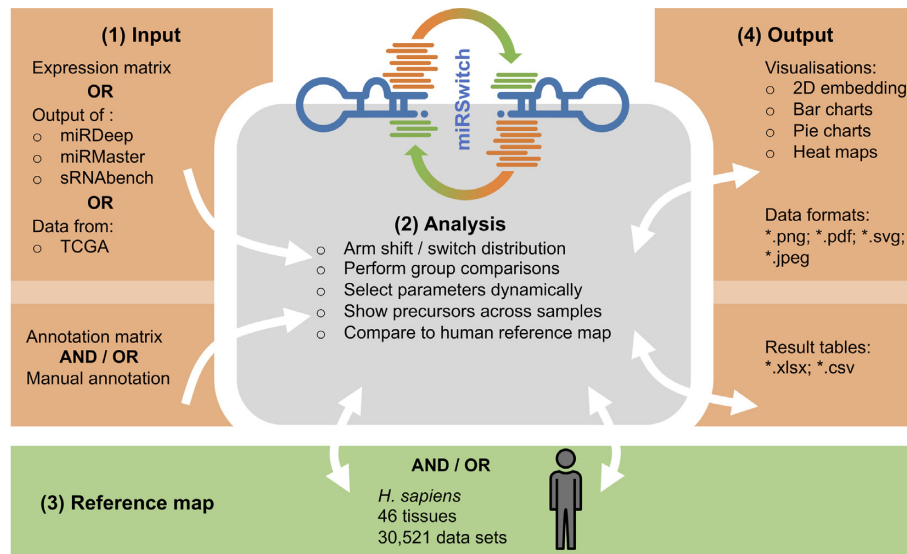 (1) Input
Expression matrix
OR
Output of :
o miRDeep
o miRMaster
o sRNAbench
OR
Data from:
o TCGA
Annotation matrix
AND / OR
Manual annotation
miRSwitch
(2) Analysis
o Arm shift / switch distribution
o Perform group comparisons
o Select parameters dynamically
o Show precursors across samples
o Compare to human reference map
(4) Output
Visualisations:
o 2D embedding
o Bar charts
o Pie charts
o Heat maps
Data formats:
*.png; *.pdf; *.svg;
*.jpeg
Result tables:
*.xlsx; *.csv
(3) Reference map
AND / OR
H. sapiens
46 tissues
30,521 data sets